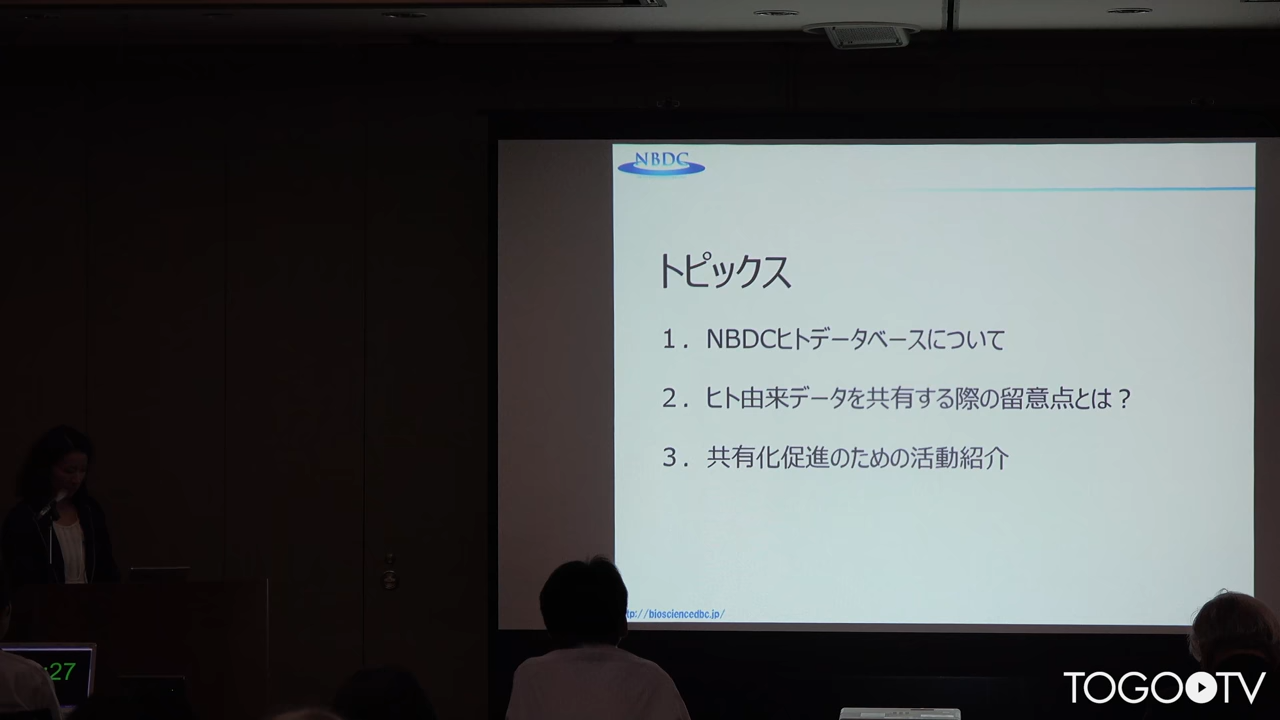 NBDC
トピックス
１．NBDCヒトデータベースについて
２．ヒト由来データを共有する際の留意点とは？
３．共有化促進のための活動紹介
tp://biosciencedbc.jp/
:27
TOGOTV